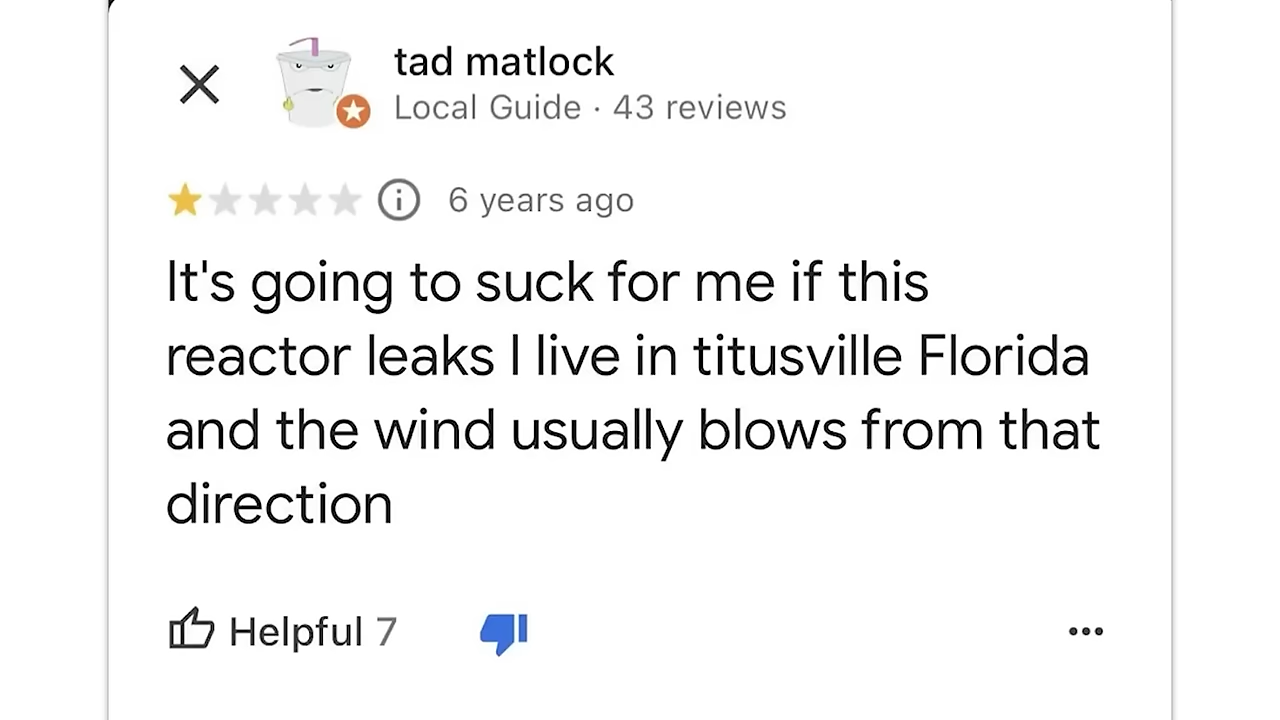 tad matlock
Local Guide · 43 reviews
6 years ago
It's going to suck for me if this
reactor leaks I live in titusville Florida
and the wind usually blows from that
direction
Helpful 7